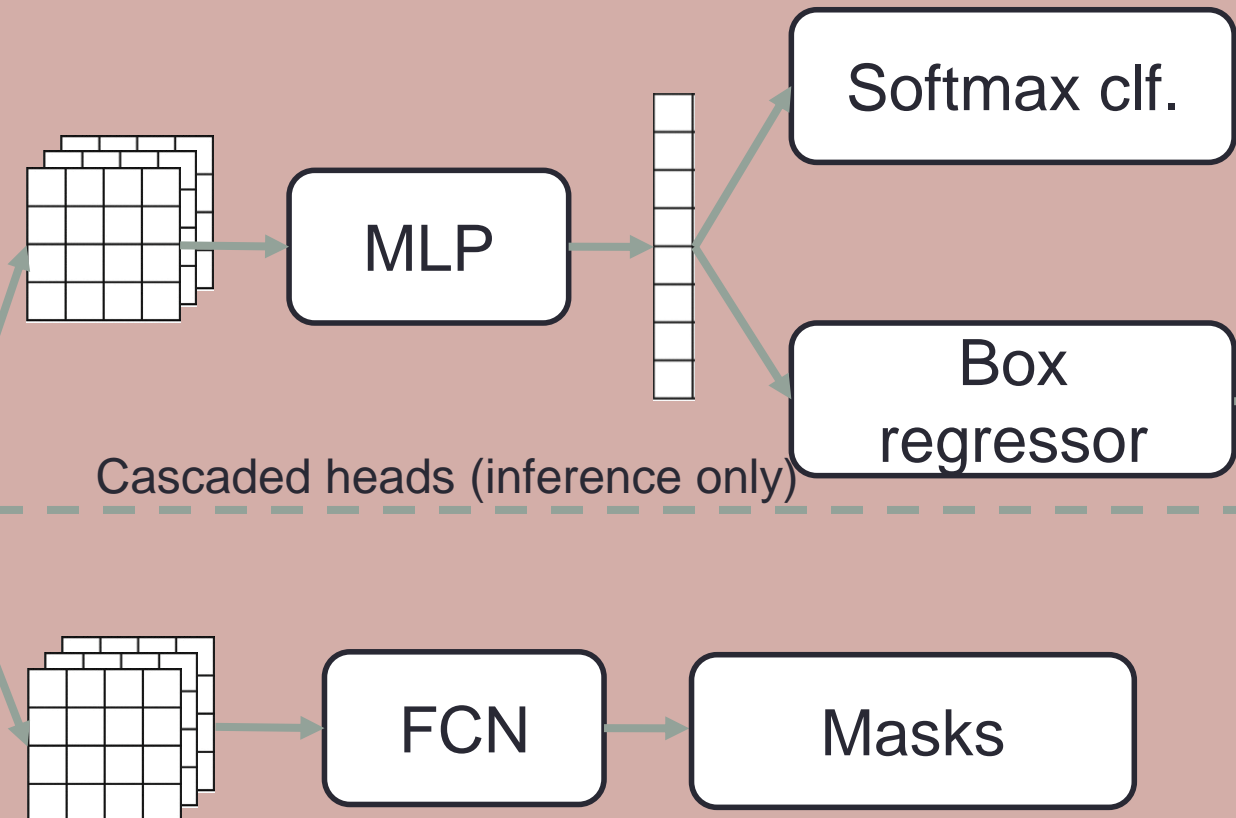 Softmax clf.
MLP
Box
regressor
Cascaded heads (inference only)
FCN
Masks